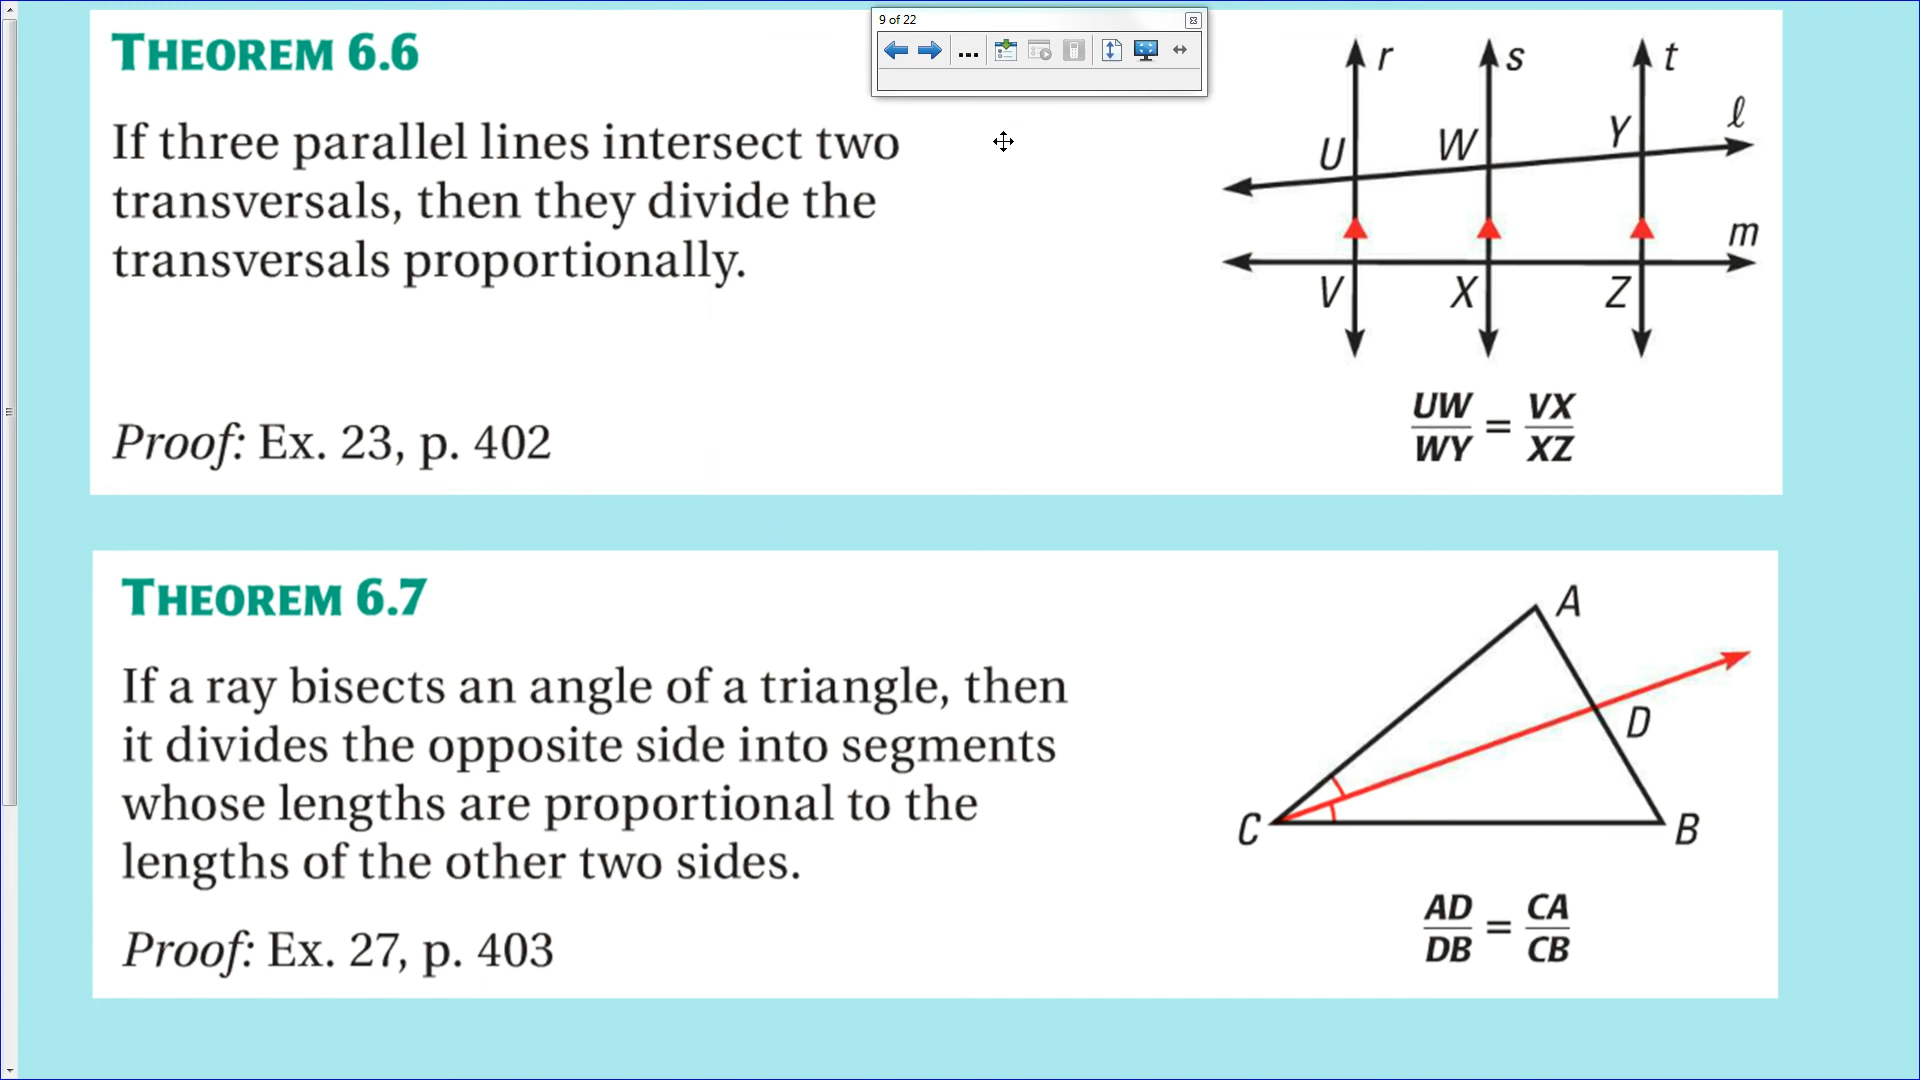 9 of 22
THEOREM 6.6
If three parallel lines intersect two
transversals, then they divide the
transversals proportionally.
Proof: Ex. 23, p. 402
r
s
t
ℓ
U
W
Y
m
V
X
Z
UW/WY = VX/XZ
THEOREM 6.7
If a ray bisects an angle of a triangle, then
it divides the opposite side into segments
whose lengths are proportional to the
lengths of the other two sides.
Proof: Ex. 27, p. 403
A
D
C
B
AD/DB = CA/CB